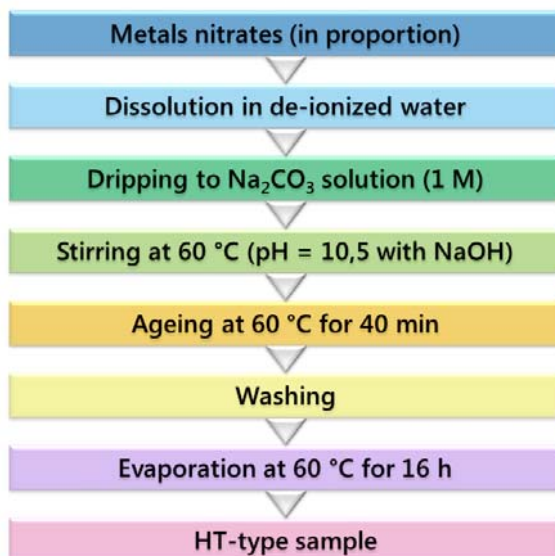 Metals nitrates (in proportion)
Dissolution in de-ionized water
Dripping to Na₂CO₃ solution (1 M)
Stirring at 60 °C (pH = 10,5 with NaOH)
Ageing at 60 °C for 40 min
Washing
Evaporation at 60 °C for 16 h
HT-type sample